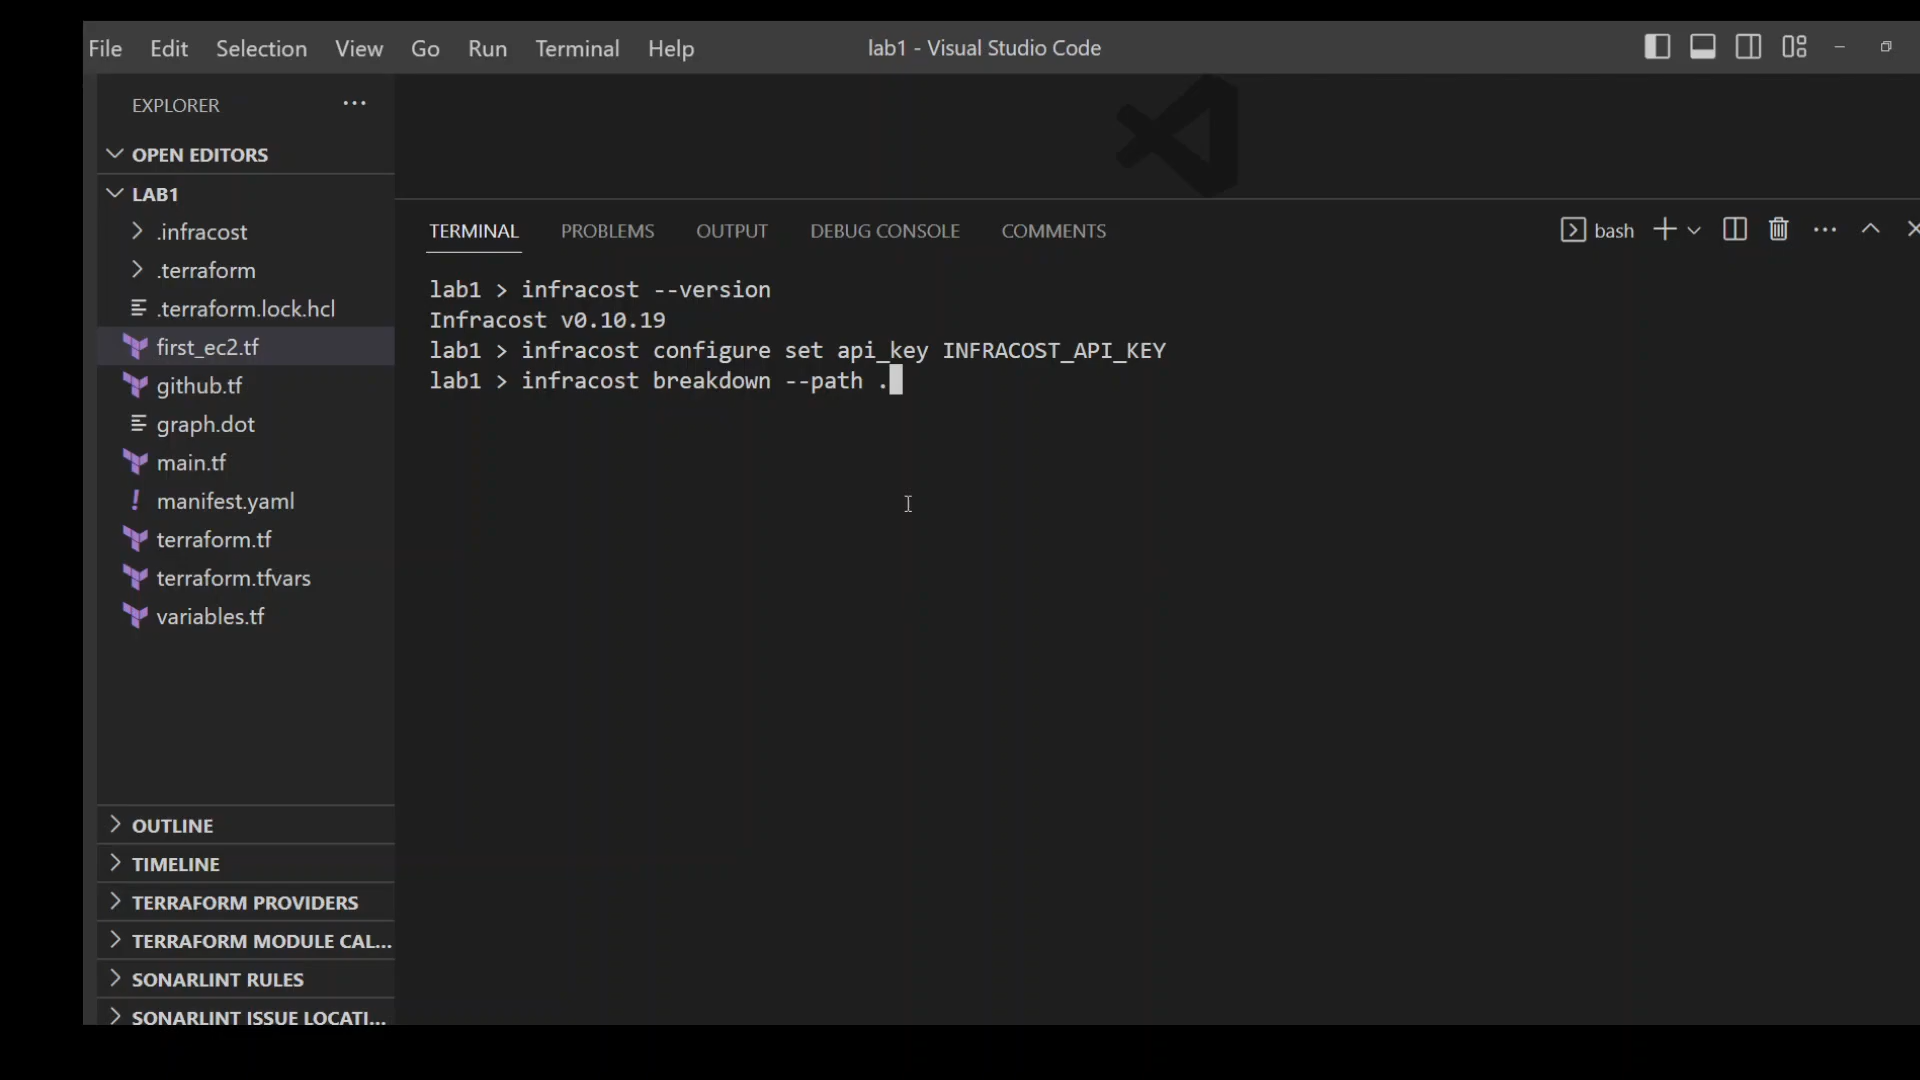 File Edit Selection View Go Run Terminal Help
lab1 - Visual Studio Code
EXPLORER
OPEN EDITORS
LAB1
.infracost
.terraform
.terraform.lock.hcl
first_ec2.tf
github.tf
graph.dot
main.tf
manifest.yaml
terraform.tf
terraform.tfvars
variables.tf
OUTLINE
TIMELINE
TERRAFORM PROVIDERS
TERRAFORM MODULE CAL...
SONARLINT RULES
SONARLINT ISSUE LOCATI...
TERMINAL PROBLEMS OUTPUT DEBUG CONSOLE COMMENTS
bash
lab1 > infracost --version
Infracost v0.10.19
lab1 > infracost configure set api_key INFRACOST_API_KEY
lab1 > infracost breakdown --path .